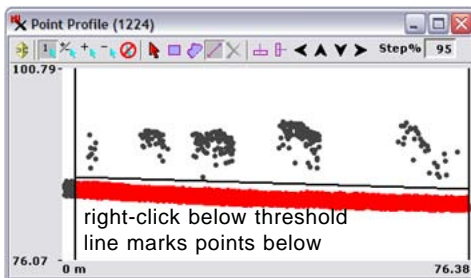 Point Profile (1224)
Step% 95
100.79
right-click below threshold
line marks points below
76.07
0 m
76.38